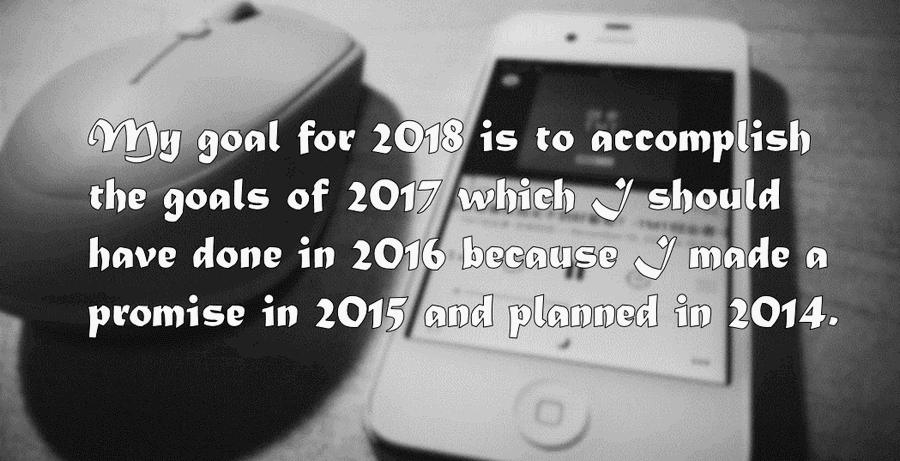 My goal for 2018 is to accomplish
the goals of 2017 which I should
have done in 2016 because I made a
promise in 2015 and planned in 2014.